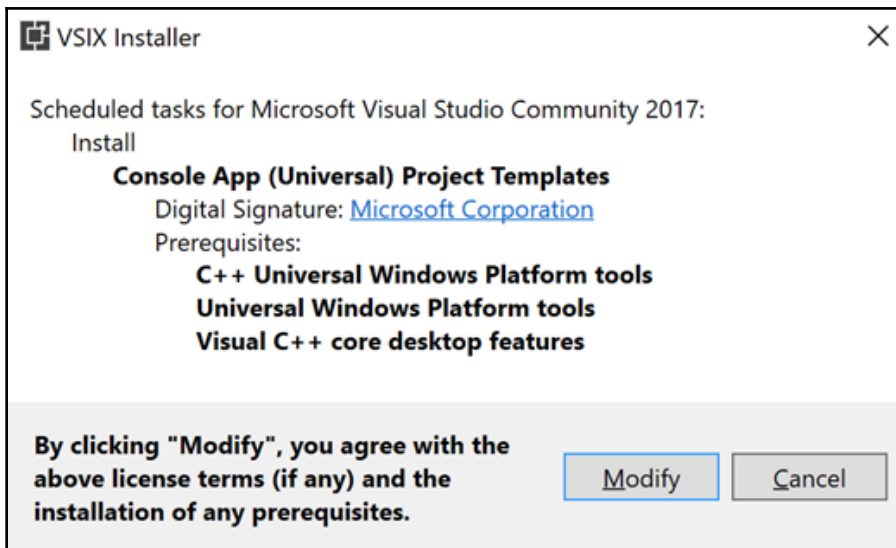 VSIX Installer
Scheduled tasks for Microsoft Visual Studio Community 2017:
Install
Console App (Universal) Project Templates
Digital Signature: Microsoft Corporation
Prerequisites:
C++ Universal Windows Platform tools
Universal Windows Platform tools
Visual C++ core desktop features
By clicking "Modify", you agree with the
above license terms (if any) and the
installation of any prerequisites.
Modify
Cancel